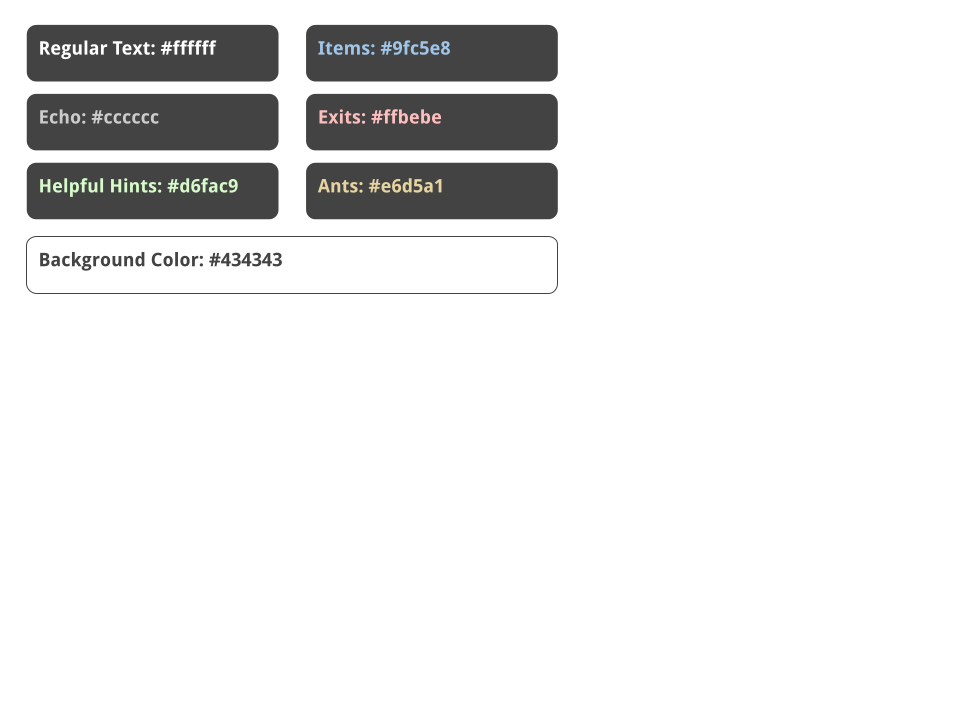 Regular Text: #ffffff
Items: #9fc5e8
Echo: #cccccc
Exits: #ffbebe
Helpful Hints: #d6fac9
Ants: #e6d5a1
Background Color: #434343